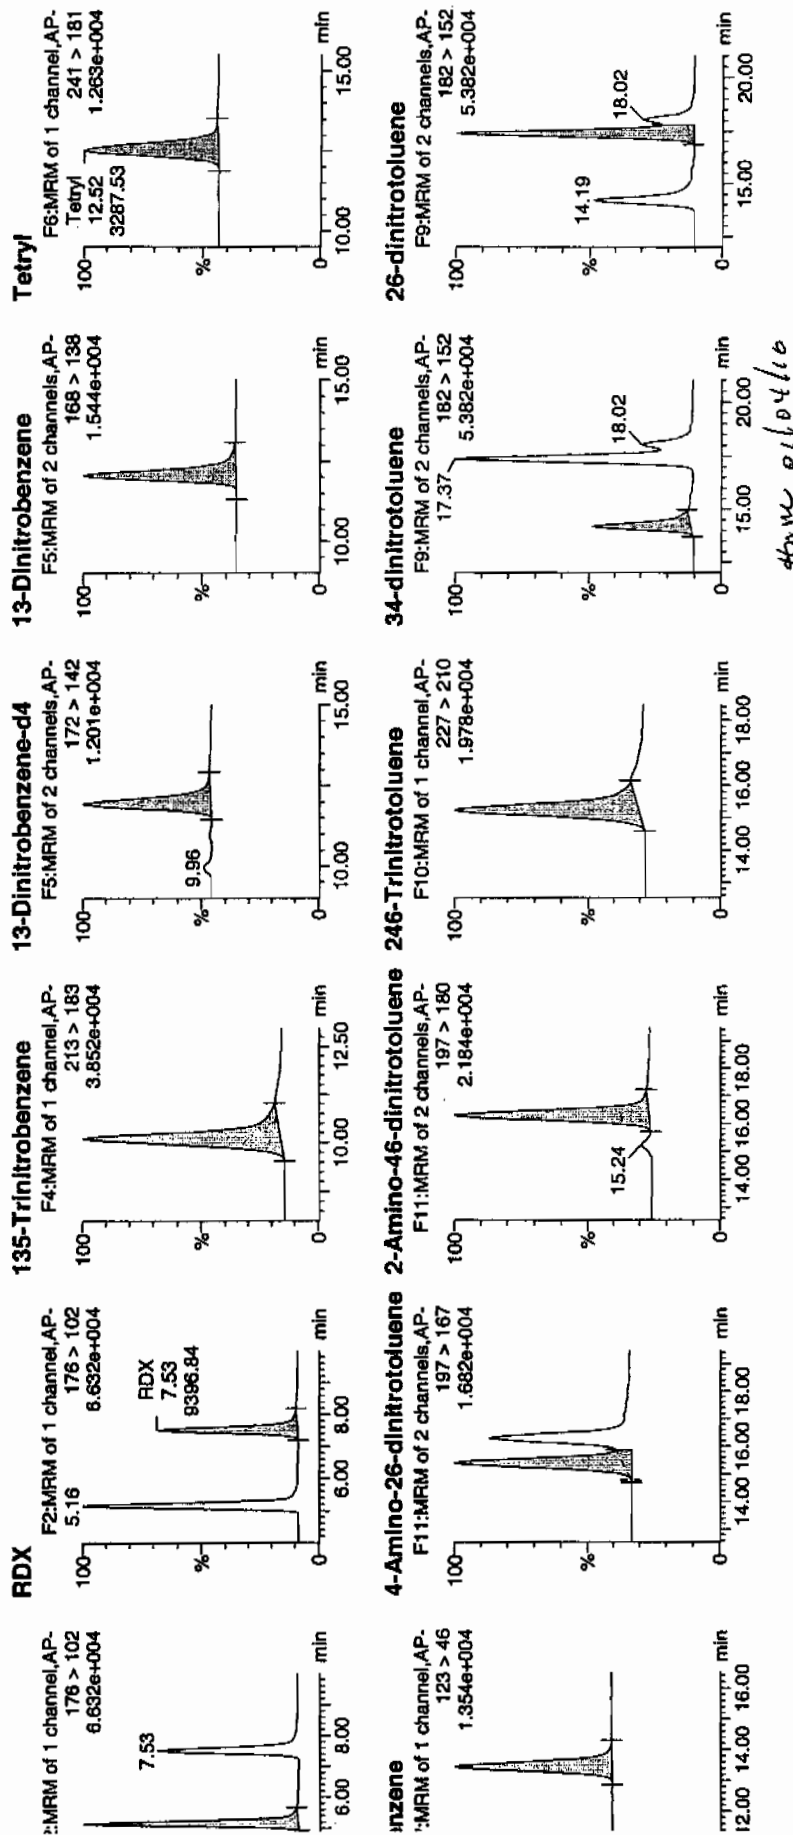 :MRM of 1 channel,AP-
176 > 102
6.632e+004
100
7.53
%
0
6.00
8.00
min
RDX
F2:MRM of 1 channel,AP-
176 > 102
6.632e+004
100
5.16
RDX
7.53
9396.84
%
0
6.00
8.00
min
135-Trinitrobenzene
F4:MRM of 1 channel,AP-
213 > 183
3.852e+004
100
%
0
10.00
12.50
min
13-Dinitrobenzene-d4
F5:MRM of 2 channels,AP-
172 > 142
1.201e+004
100
9.96
%
0
10.00
15.00
min
13-Dinitrobenzene
F5:MRM of 2 channels,AP-
168 > 138
1.544e+004
100
%
0
10.00
15.00
min
Tetryl
F6:MRM of 1 channel,AP-
241 > 181
1.263e+004
100
Tetryl
12.52
3287.53
%
0
10.00
15.00
min
nzene
:MRM of 1 channel,AP-
123 > 46
1.354e+004
12.00
14.00
16.00
min
4-Amino-26-dinitrotoluene
F11:MRM of 2 channels,AP-
197 > 167
1.682e+004
100
%
0
14.00
16.00
18.00
min
2-Amino-46-dinitrotoluene
F11:MRM of 2 channels,AP-
197 > 180
2.184e+004
100
15.24
%
0
14.00
16.00
18.00
min
246-Trinitrotoluene
F10:MRM of 1 channel,AP-
227 > 210
1.978e+004
100
%
0
14.00
16.00
18.00
min
34-dinitrotoluene
F9:MRM of 2 channels,AP-
182 > 152
5.382e+004
100
17.37
18.02
%
0
15.00
20.00
min
26-dinitrotoluene
F9:MRM of 2 channels,AP-
182 > 152
5.382e+004
100
14.19
18.02
%
0
15.00
20.00
min